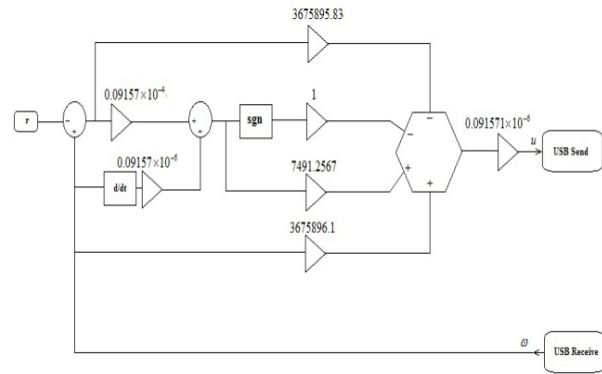 3675895.83
0.09157×10⁻⁴
1
r
−
+
+
+
sgn
−
−
0.091571×10⁻⁶
u
USB Send
0.09157×10⁻⁶
d/dt
7491.2567
+
+
3675896.1
ω
USB Receive